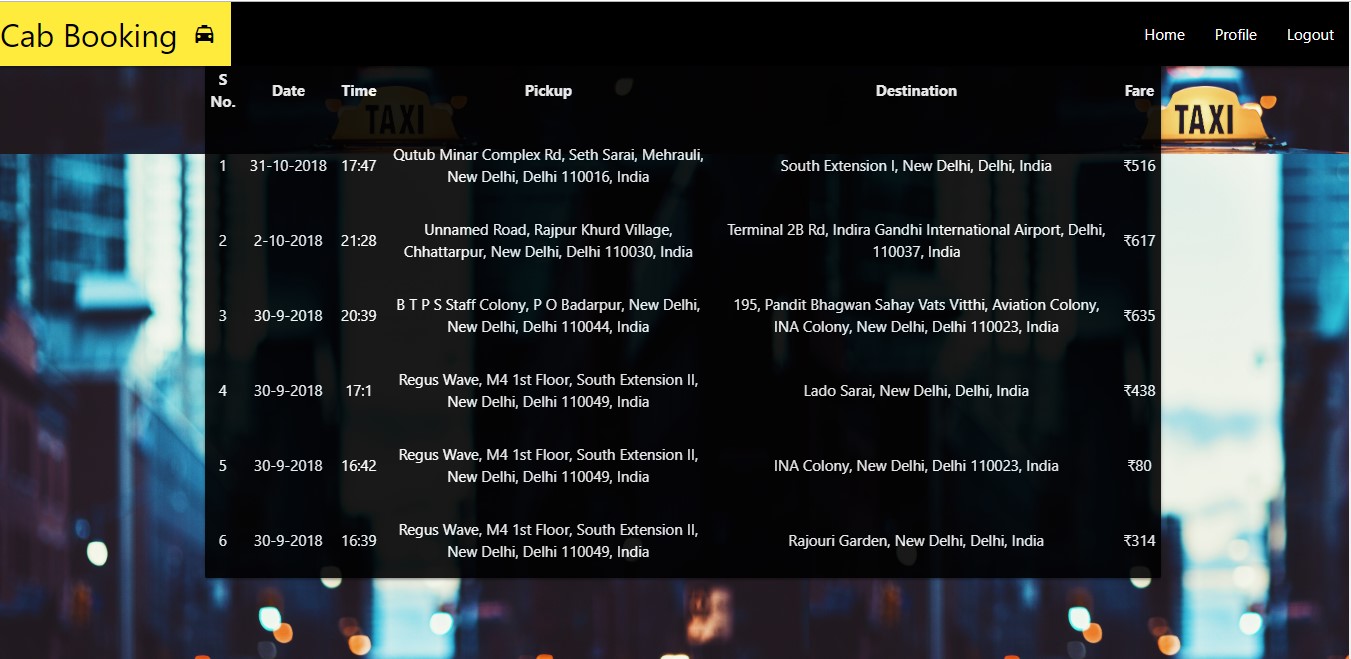 Cab Booking
Home Profile Logout
S No. Date Time Pickup Destination Fare
TAXI
TAXI
1 31-10-2018 17:47 Qutub Minar Complex Rd, Seth Sarai, Mehrauli, New Delhi, Delhi 110016, India South Extension I, New Delhi, Delhi, India ₹516
2 2-10-2018 21:28 Unnamed Road, Rajpur Khurd Village, Chhattarpur, New Delhi, Delhi 110030, India Terminal 2B Rd, Indira Gandhi International Airport, Delhi, 110037, India ₹617
3 30-9-2018 20:39 B T P S Staff Colony, P O Badarpur, New Delhi, New Delhi, Delhi 110044, India 195, Pandit Bhagwan Sahay Vats Vitthi, Aviation Colony, INA Colony, New Delhi, Delhi 110023, India ₹635
4 30-9-2018 17:1 Regus Wave, M4 1st Floor, South Extension II, New Delhi, Delhi 110049, India Lado Sarai, New Delhi, Delhi, India ₹438
5 30-9-2018 16:42 Regus Wave, M4 1st Floor, South Extension II, New Delhi, Delhi 110049, India INA Colony, New Delhi, Delhi 110023, India ₹80
6 30-9-2018 16:39 Regus Wave, M4 1st Floor, South Extension II, New Delhi, Delhi 110049, India Rajouri Garden, New Delhi, Delhi, India ₹314